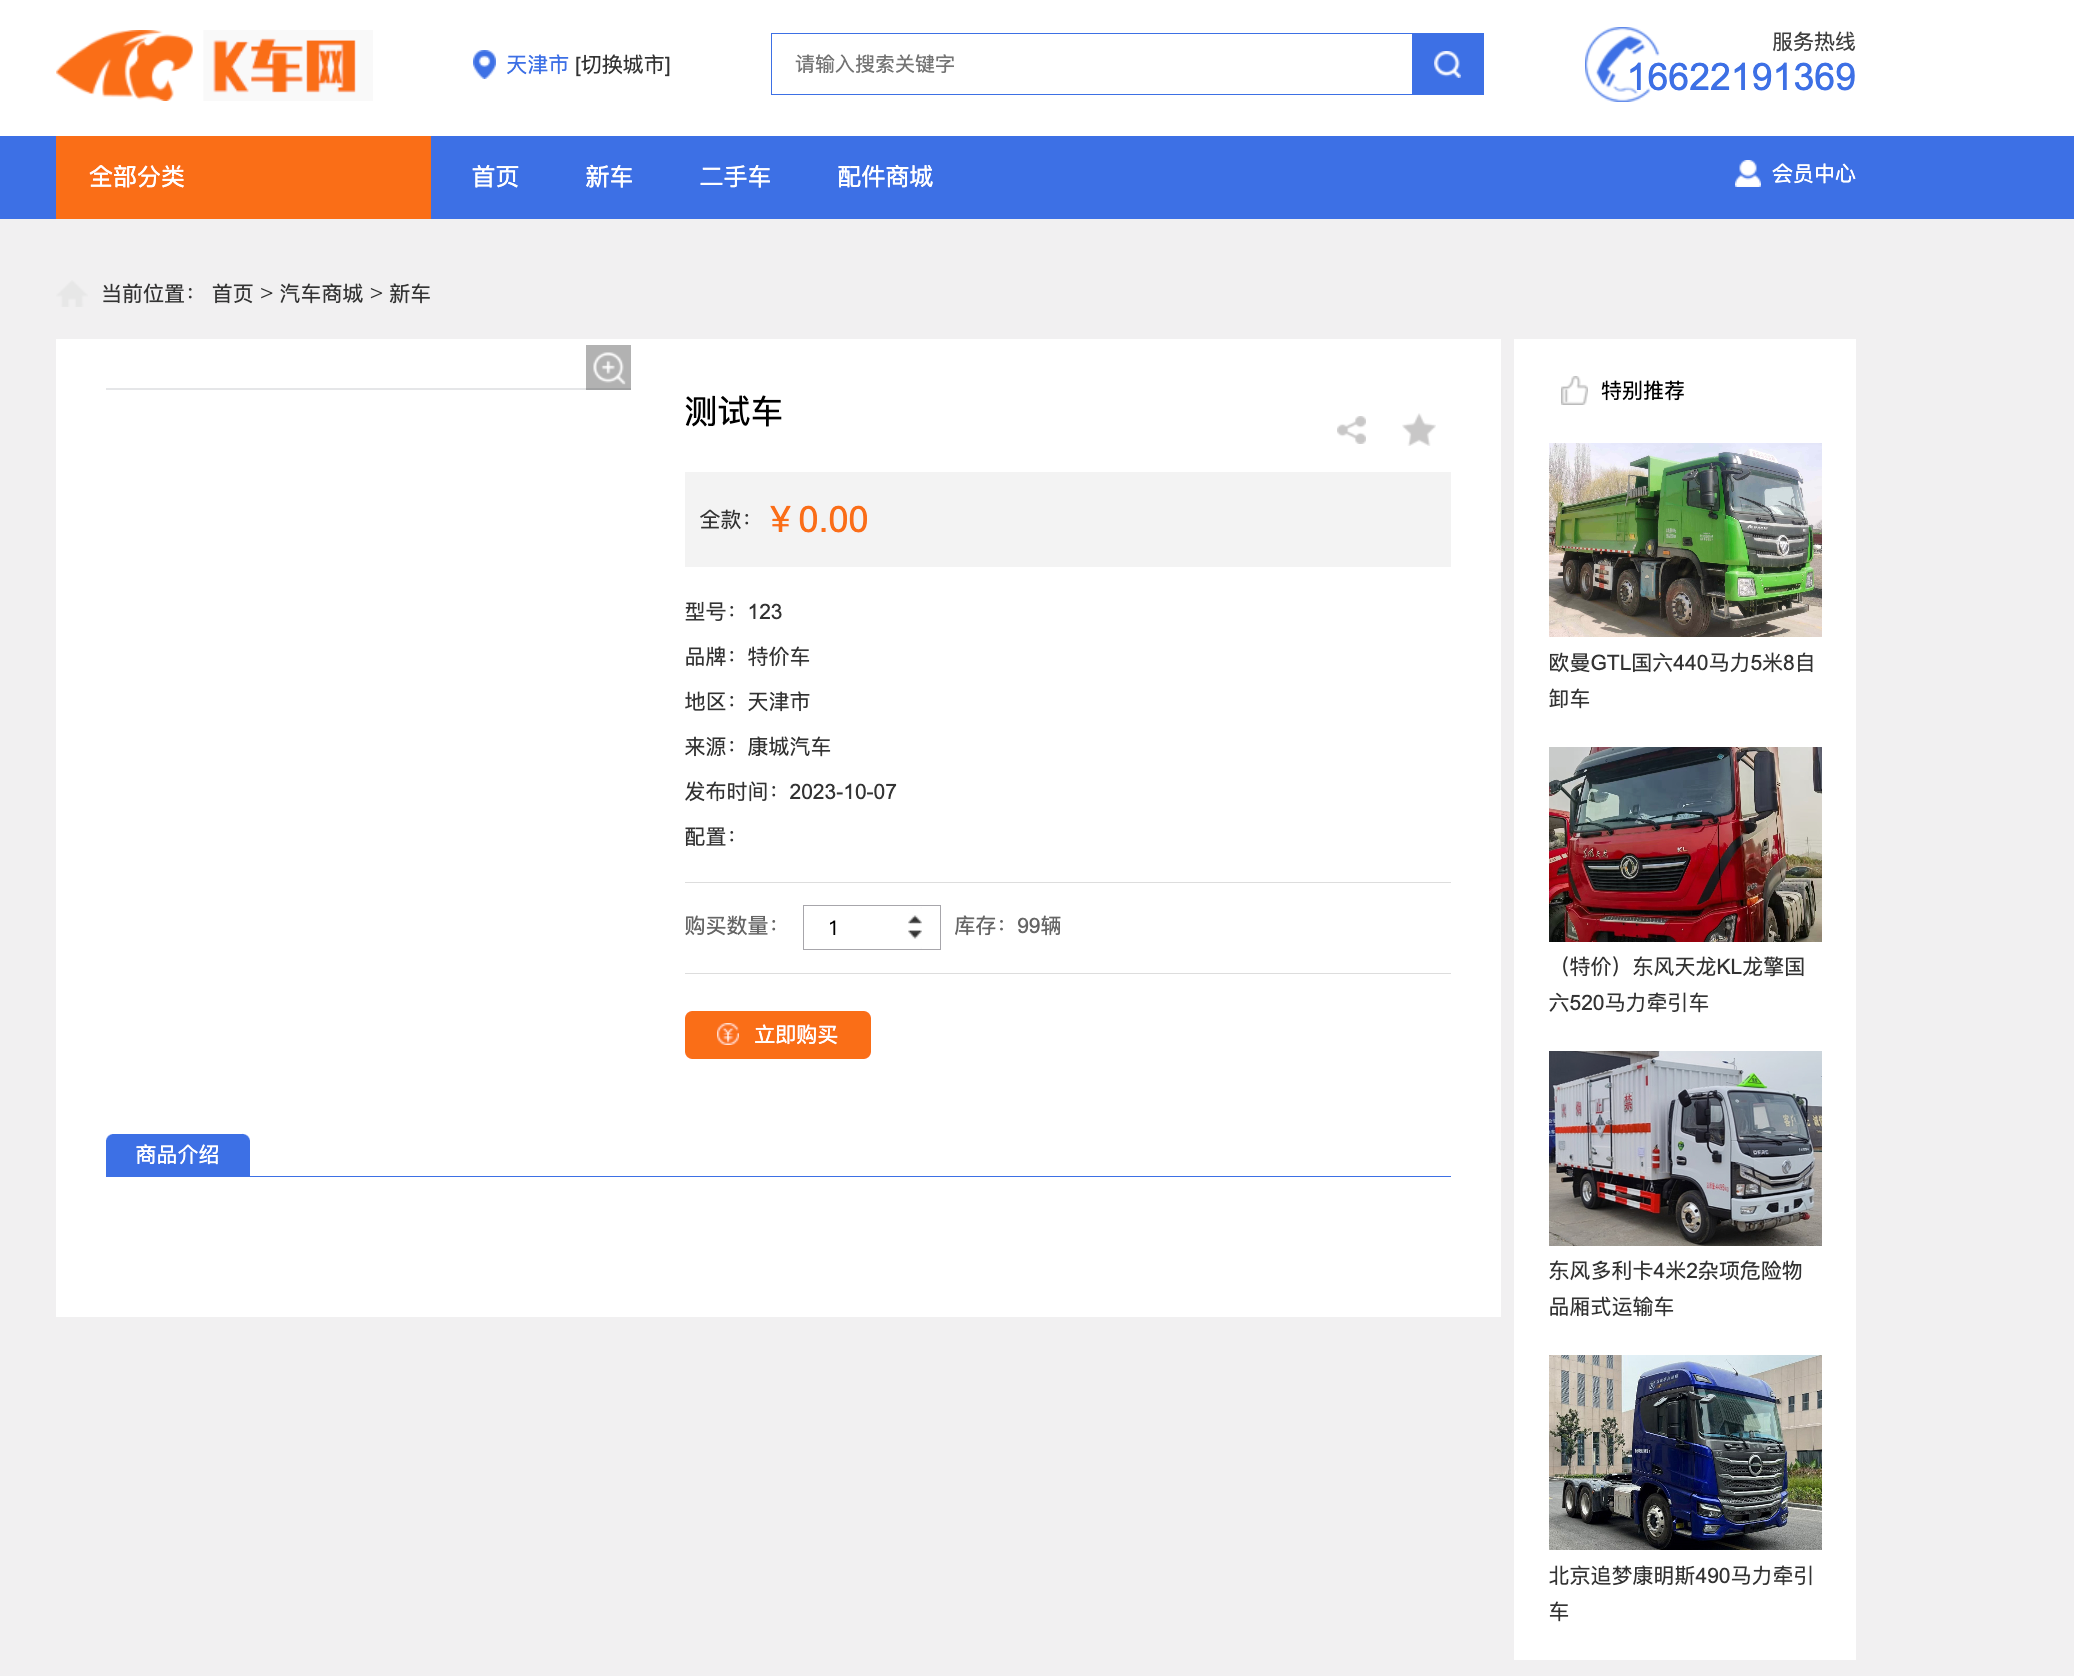 K车网
天津市 [切换城市]
请输入搜索关键字
服务热线
16622191369
全部分类
首页
新车
二手车
配件商城
会员中心
当前位置： 首页 > 汽车商城 > 新车
测试车
全款： ¥ 0.00
型号：123
品牌：特价车
地区：天津市
来源：康城汽车
发布时间：2023-10-07
配置：
购买数量： 1 库存：99辆
立即购买
商品介绍
特别推荐
欧曼GTL国六440马力5米8自
卸车
KL
（特价）东风天龙KL龙擎国
六520马力牵引车
东风多利卡4米2杂项危险物
品厢式运输车
北京追梦康明斯490马力牵引
车